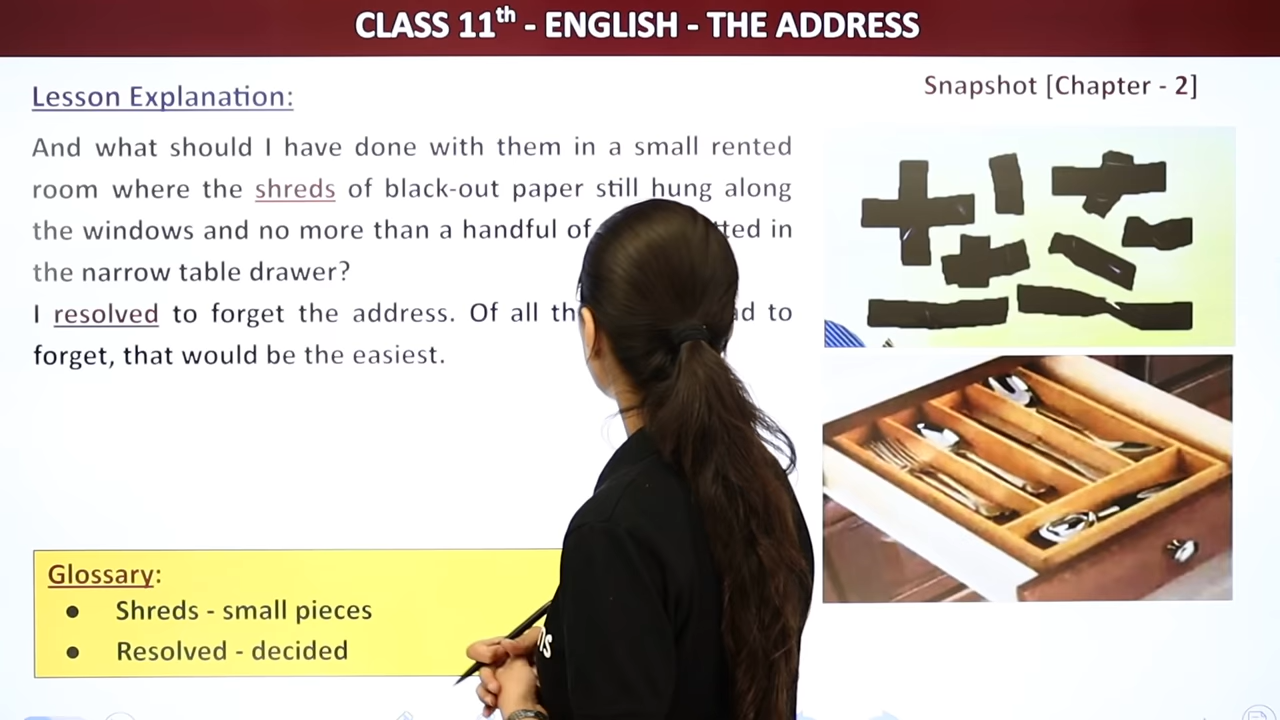 CLASS 11th - ENGLISH - THE ADDRESS
Lesson Explanation:
Snapshot [Chapter - 2]
And what should I have done with them in a small rented
room where the shreds of black-out paper still hung along
the windows and no more than a handful of in
the narrow table drawer?
I resolved to forget the address. Of all to
forget, that would be the easiest.
Glossary:
● Shreds - small pieces
● Resolved - decided